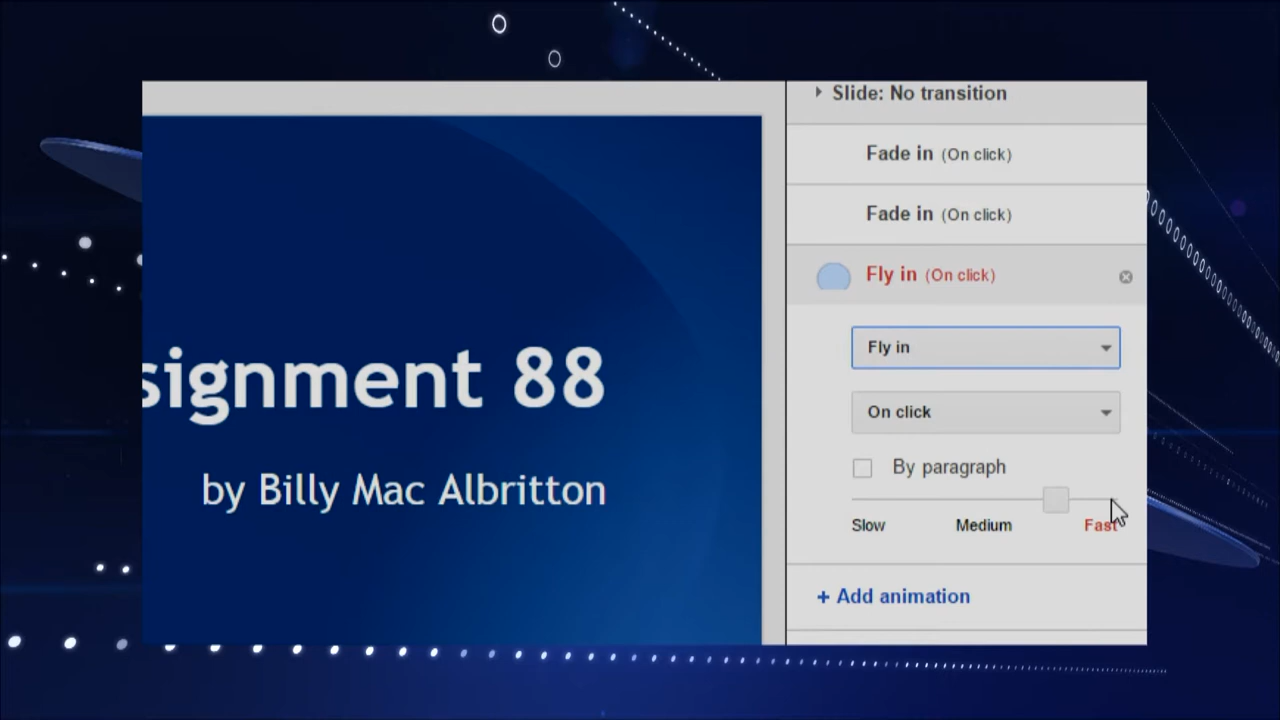 signment 88
by Billy Mac Albritton
Slide: No transition
Fade in (On click)
Fade in (On click)
Fly in (On click)
Fly in
On click
By paragraph
Slow Medium Fast
+ Add animation